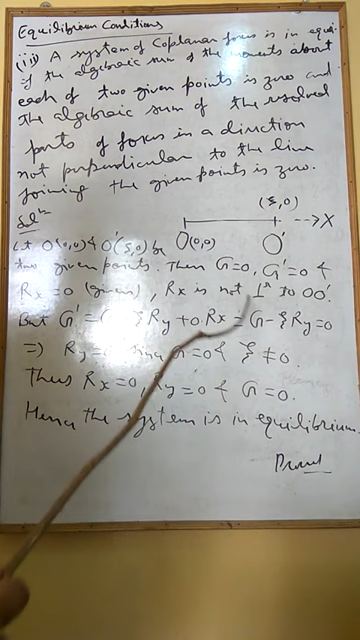 Equilibrium Conditions
(iii) A system of Coplanar forces is in equi.
if the algebraic sum of the moments about
each of two given points is zero and
the algebraic sum of the resolved
parts of forces in a direction
not perpendicular to the line
joining the given points is zero.
Solⁿ
(ξ,0)
--->X
O(0,0) O'
Let O(0,0) & O'(ξ,0) be
two given points. Then G=0, G'=0 &
Rx=0 (given), Rx is not ⊥ʳ to OO'.
But G'=G ξRy+0.Rx = G-ξRy=0
=> Ry G=0 & ξ≠0.
Thus Rx=0, Ry=0 & G=0.
Hence the system is in equilibrium.
Proved